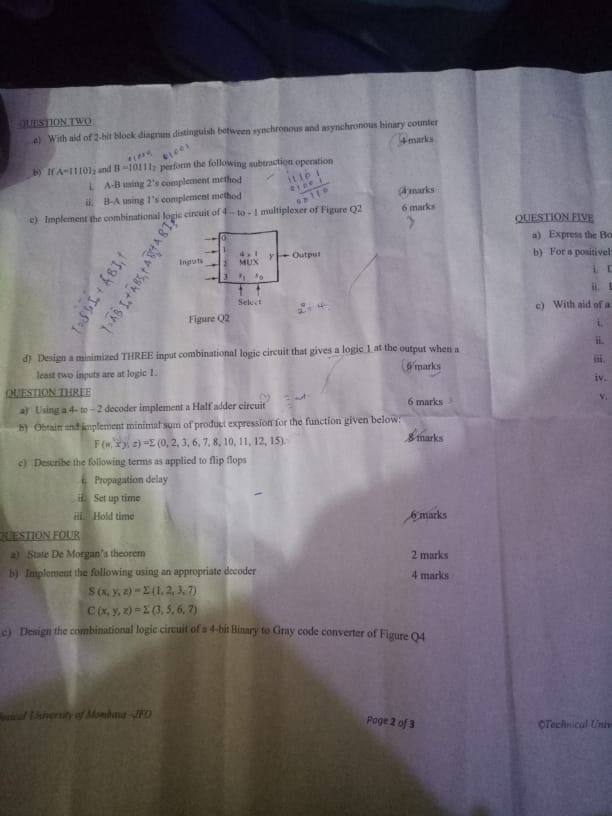 QUESTION TWO
a) With aid of 2-bit block diagram distinguish between synchronous and asynchronous binary counter
4 marks
01001
b) If A=11101₂ and B =10111₂ perform the following subtraction operation
i. A-B using 2's complement method
11101
01001
00110
4 marks
ii. B-A using 1's complement method
c) Implement the combinational logic circuit of 4 – to - 1 multiplexer of Figure Q2
6 marks
3
0
1
2
3
Inputs
4 x 1
MUX
y
Output
s₁ s₀
Select
2² = 4
Figure Q2
d) Design a minimized THREE input combinational logic circuit that gives a logic 1 at the output when a
least two inputs are at logic 1.
6 marks
QUESTION THREE
a) Using a 4- to – 2 decoder implement a Half adder circuit
6 marks
b) Obtain and implement minimal sum of product expression for the function given below:
F (w, x y, z) =Σ (0, 2, 3, 6, 7, 8, 10, 11, 12, 15).
8 marks
c) Describe the following terms as applied to flip flops
i. Propagation delay
ii. Set up time
iii. Hold time
6 marks
QUESTION FOUR
a) State De Morgan's theorem
2 marks
b) Implement the following using an appropriate decoder
4 marks
S (x, y, z) = Σ (1, 2, 3, 7)
C (x, y, z) = Σ (3, 5, 6, 7)
c) Design the combinational logic circuit of a 4-bit Binary to Gray code converter of Figure Q4
University of Mombasa -JFO
Page 2 of 3
QUESTION FIVE
a) Express the Bo
b) For a positivel
i.
ii.
c) With aid of a
i.
ii.
iii.
iv.
v.
©Technical Univ